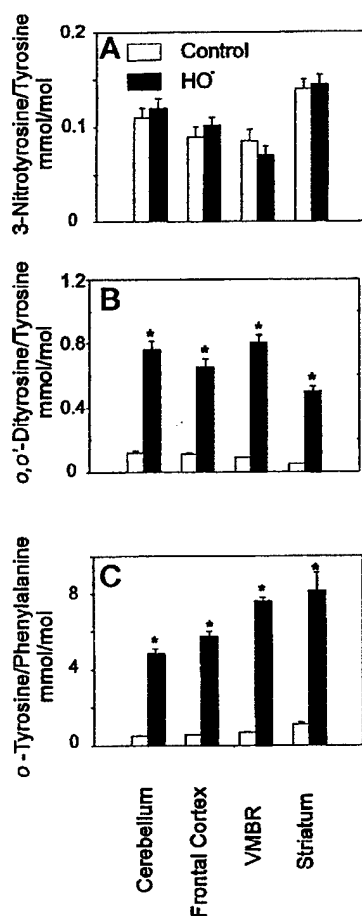 3-Nitrotyrosine/Tyrosine
mmol/mol
0.2
0.1
0
A
Control
HO·
o,o'-Dityrosine/Tyrosine
mmol/mol
1.2
0.8
0.4
0
B
*
*
*
*
o-Tyrosine/Phenylalanine
mmol/mol
8
4
0
C
*
*
*
*
Cerebellum
Frontal Cortex
VMBR
Striatum